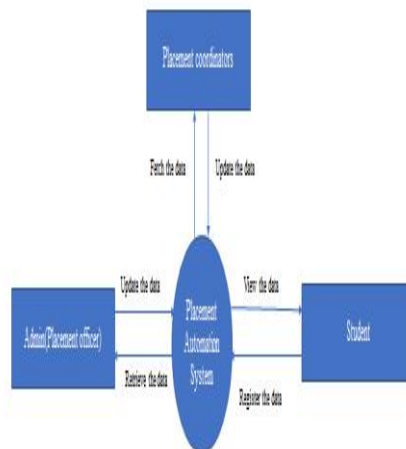 Placement coordinators
Fetch the data
Update the data
Update the data
View the data
Admin(Placement officer)
Placement
Automation
System
Student
Retrieve the data
Register the data